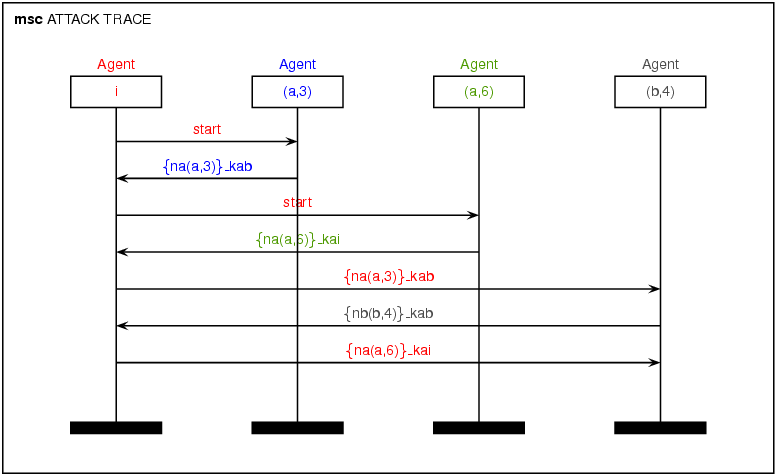 msc ATTACK TRACE
Agent Agent Agent Agent
i (a,3) (a,6) (b,4)
start
{na(a,3)}_kab
start
{na(a,6)}_kai
{na(a,3)}_kab
{nb(b,4)}_kab
{na(a,6)}_kai